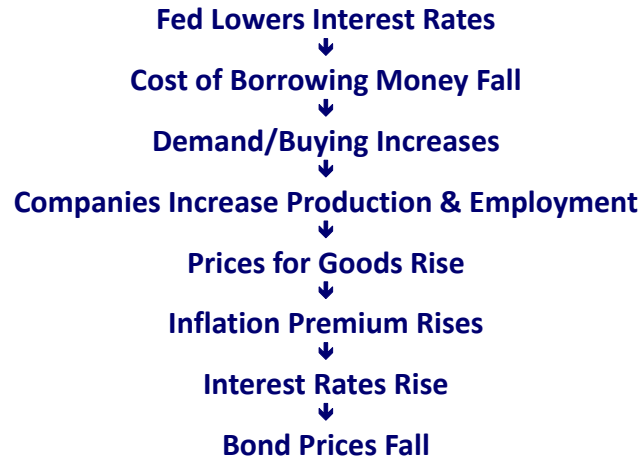 Fed Lowers Interest Rates
Cost of Borrowing Money Fall
Demand/Buying Increases
Companies Increase Production & Employment
Prices for Goods Rise
Inflation Premium Rises
Interest Rates Rise
Bond Prices Fall